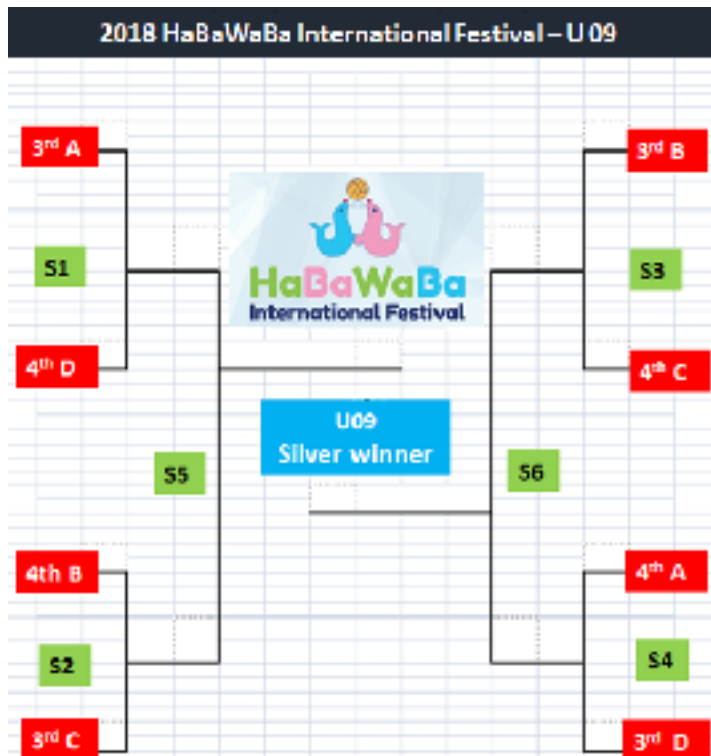 2018 HaBaWaBa International Festival – U 09
3rd A
3rd B
HaBaWaBa
International Festival
S1
S3
4th D
4th C
U09
Silver winner
S5
S6
4th B
4th A
S2
S4
3rd C
3rd D